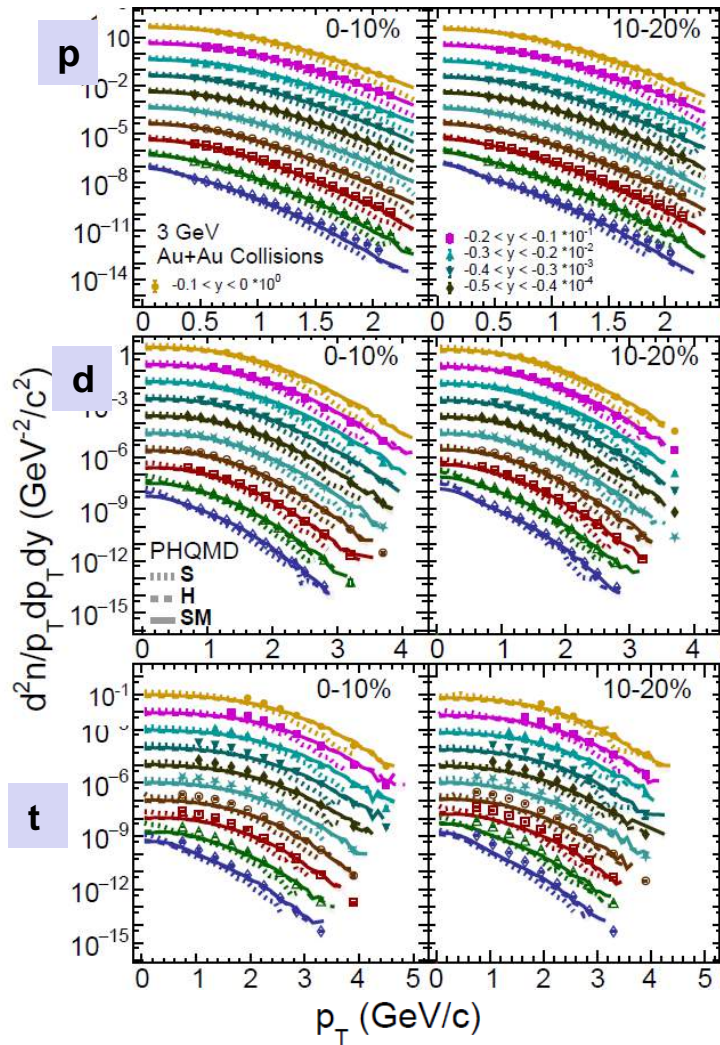 p
0-10%
10-20%
10
10⁻²
10⁻⁵
10⁻⁸
10⁻¹¹
10⁻¹⁴
3 GeV
Au+Au Collisions
-0.1 < y < 0 *10⁰
-0.2 < y < -0.1 *10⁻¹
-0.3 < y < -0.2 *10⁻²
-0.4 < y < -0.3 *10⁻³
-0.5 < y < -0.4 *10⁻⁴
0 0.5 1 1.5 2
0 0.5 1 1.5 2
d
0-10%
10-20%
1
10⁻³
10⁻⁶
10⁻⁹
10⁻¹²
10⁻¹⁵
PHQMD
S
H
SM
0 1 2 3 4
0 1 2 3 4
t
0-10%
10-20%
10⁻¹
10⁻⁶
10⁻⁹
10⁻¹²
10⁻¹⁵
0 1 2 3 4 5
0 1 2 3 4 5
d²n/p_T dp_T dy (GeV⁻²/c²)
p_T (GeV/c)